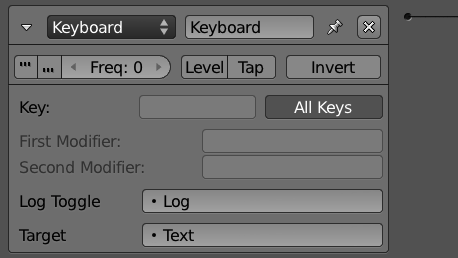 Keyboard Keyboard
Freq: 0 Level Tap Invert
Key: All Keys
First Modifier:
Second Modifier:
Log Toggle Log
Target Text